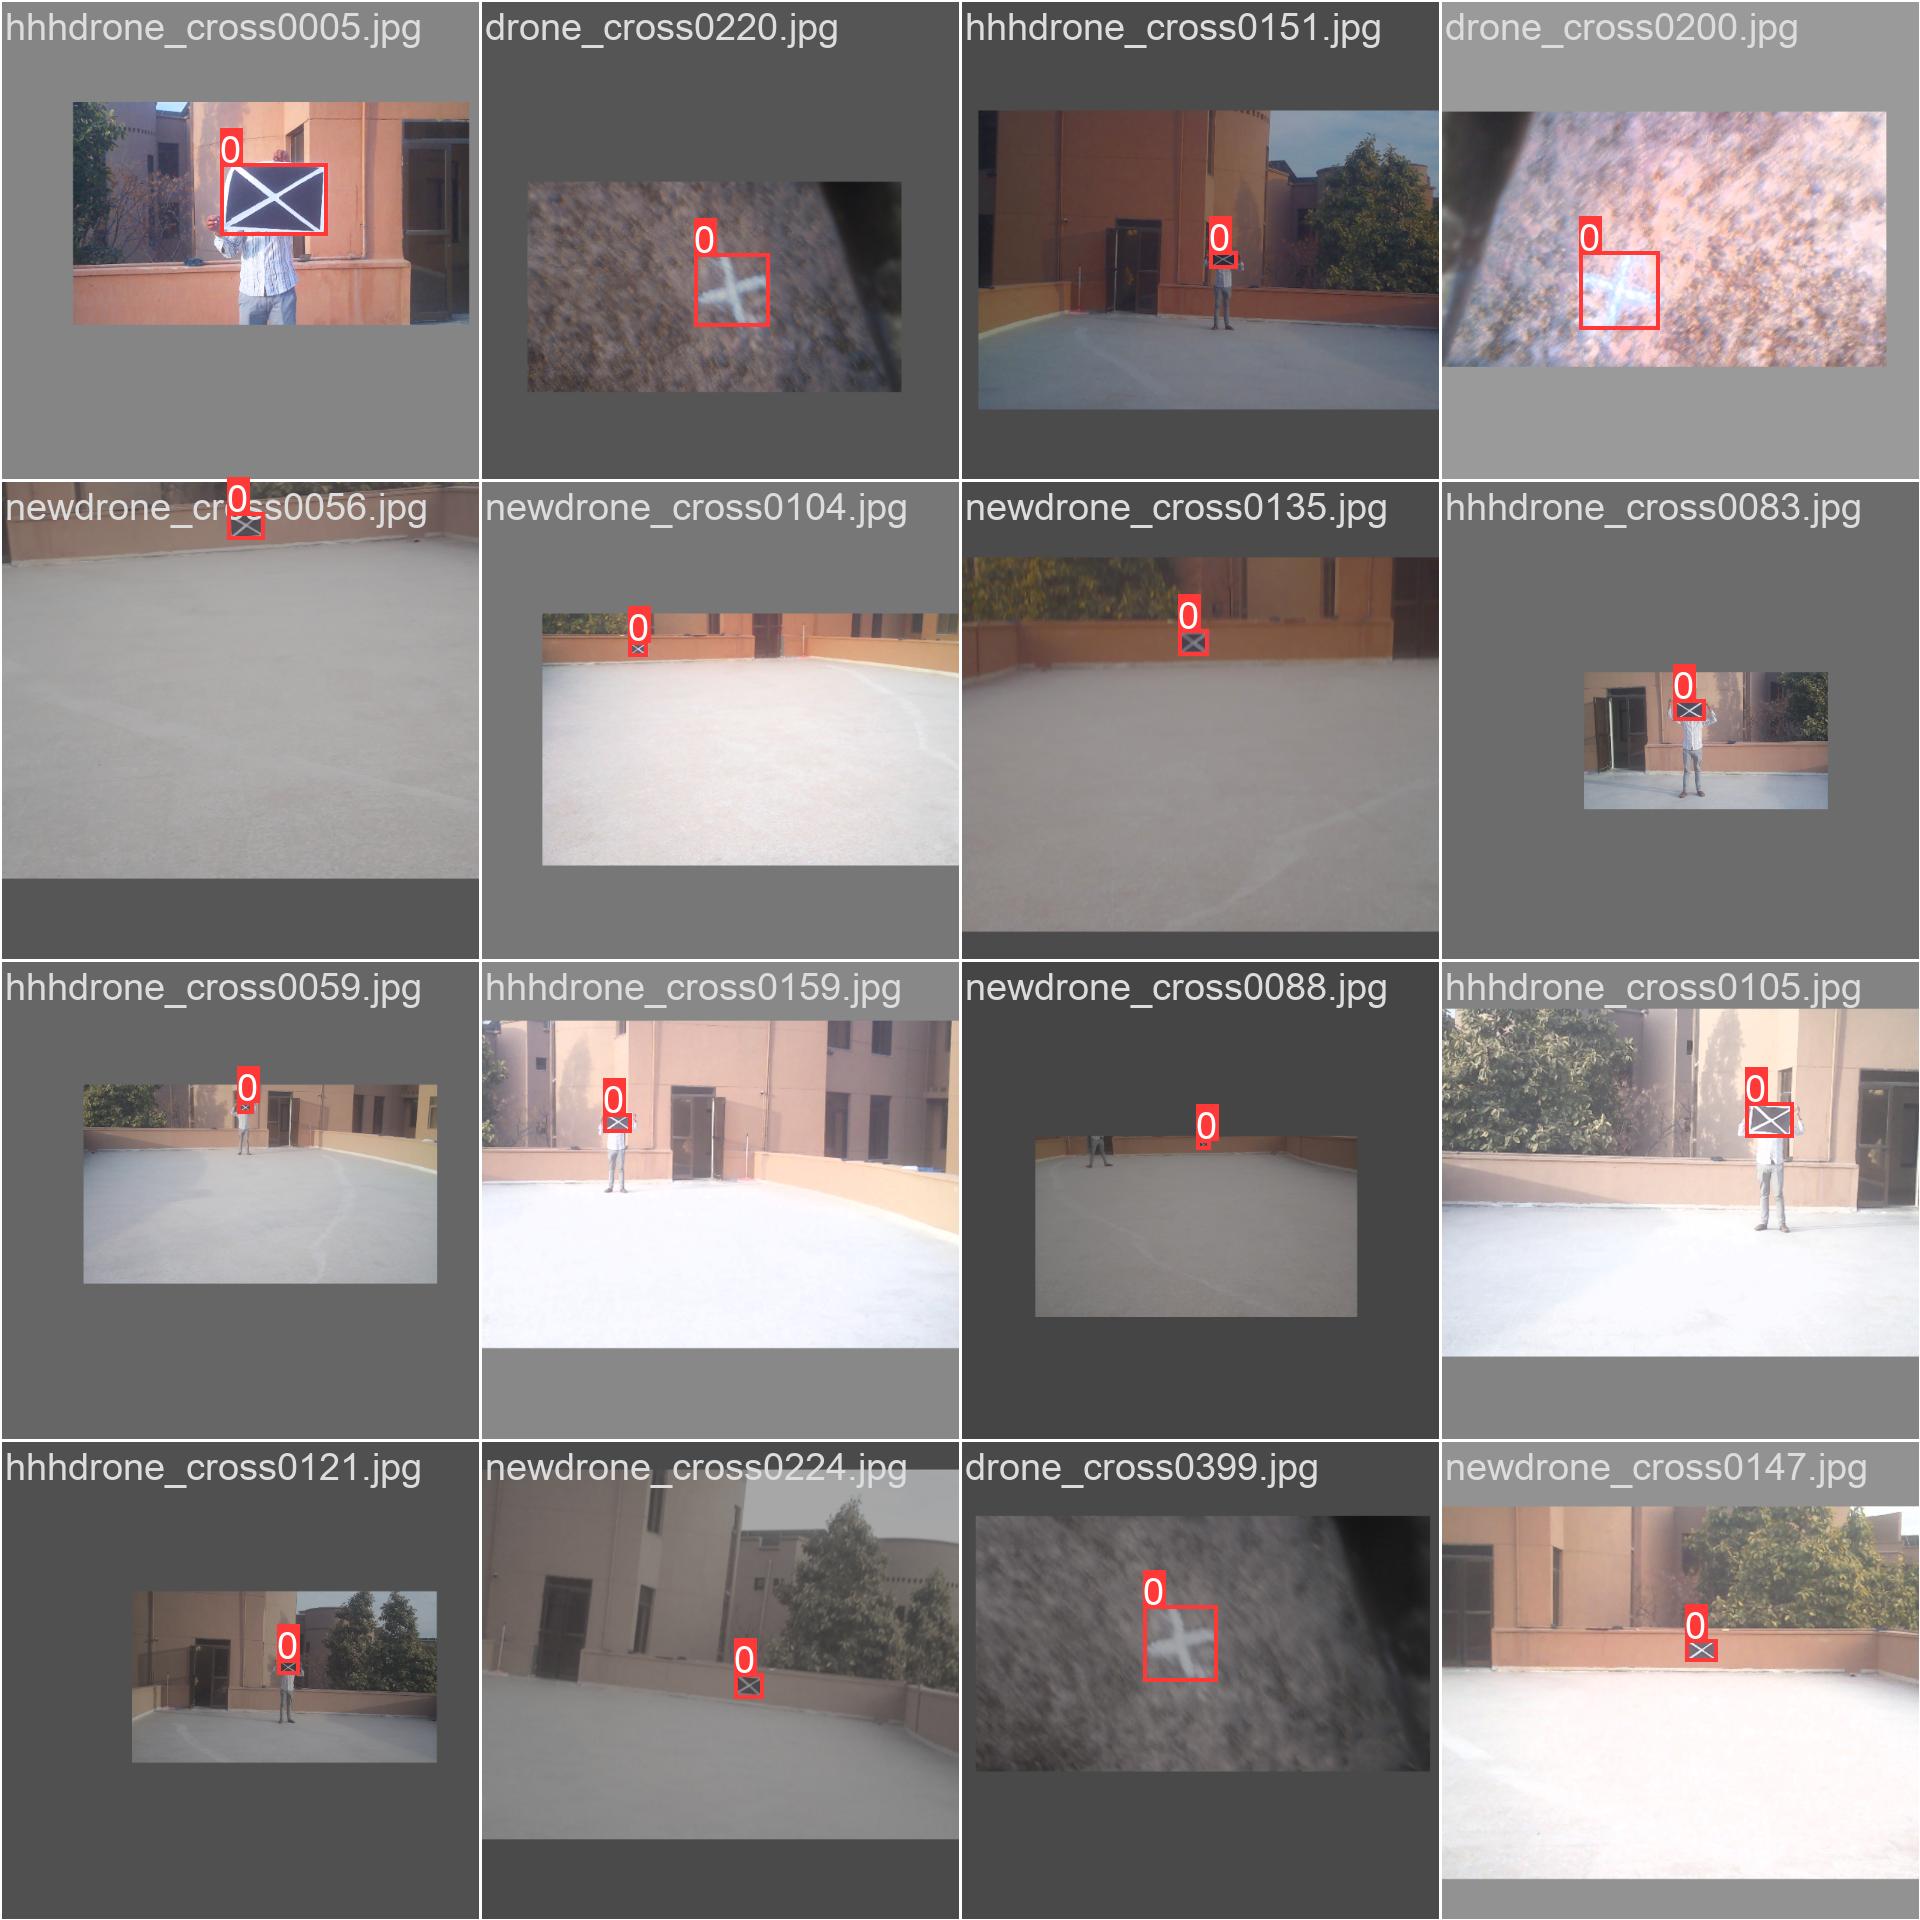 hhhdrone_cross0005.jpg
drone_cross0220.jpg
hhhdrone_cross0151.jpg
drone_cross0200.jpg
0
0
0
0
newdrone_cross0056.jpg
newdrone_cross0104.jpg
newdrone_cross0135.jpg
hhhdrone_cross0083.jpg
0
0
0
0
hhhdrone_cross0059.jpg
hhhdrone_cross0159.jpg
newdrone_cross0088.jpg
hhhdrone_cross0105.jpg
0
0
0
0
hhhdrone_cross0121.jpg
newdrone_cross0224.jpg
drone_cross0399.jpg
newdrone_cross0147.jpg
0
0
0
0